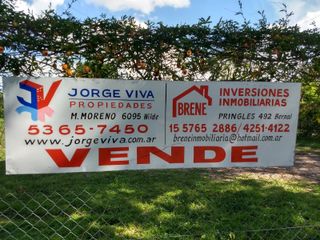 JORGE VIVA
PROPIEDADES
M. MORENO 6095 Wilde
5365-7450
www.jorgeviva.com.ar
BRENE
INVERSIONES
INMOBILIARIAS
PRINGLES 492 Bernal
15 5765 2886/4251-4122
breneinmobiliaria@hotmail.com.ar
VENDE